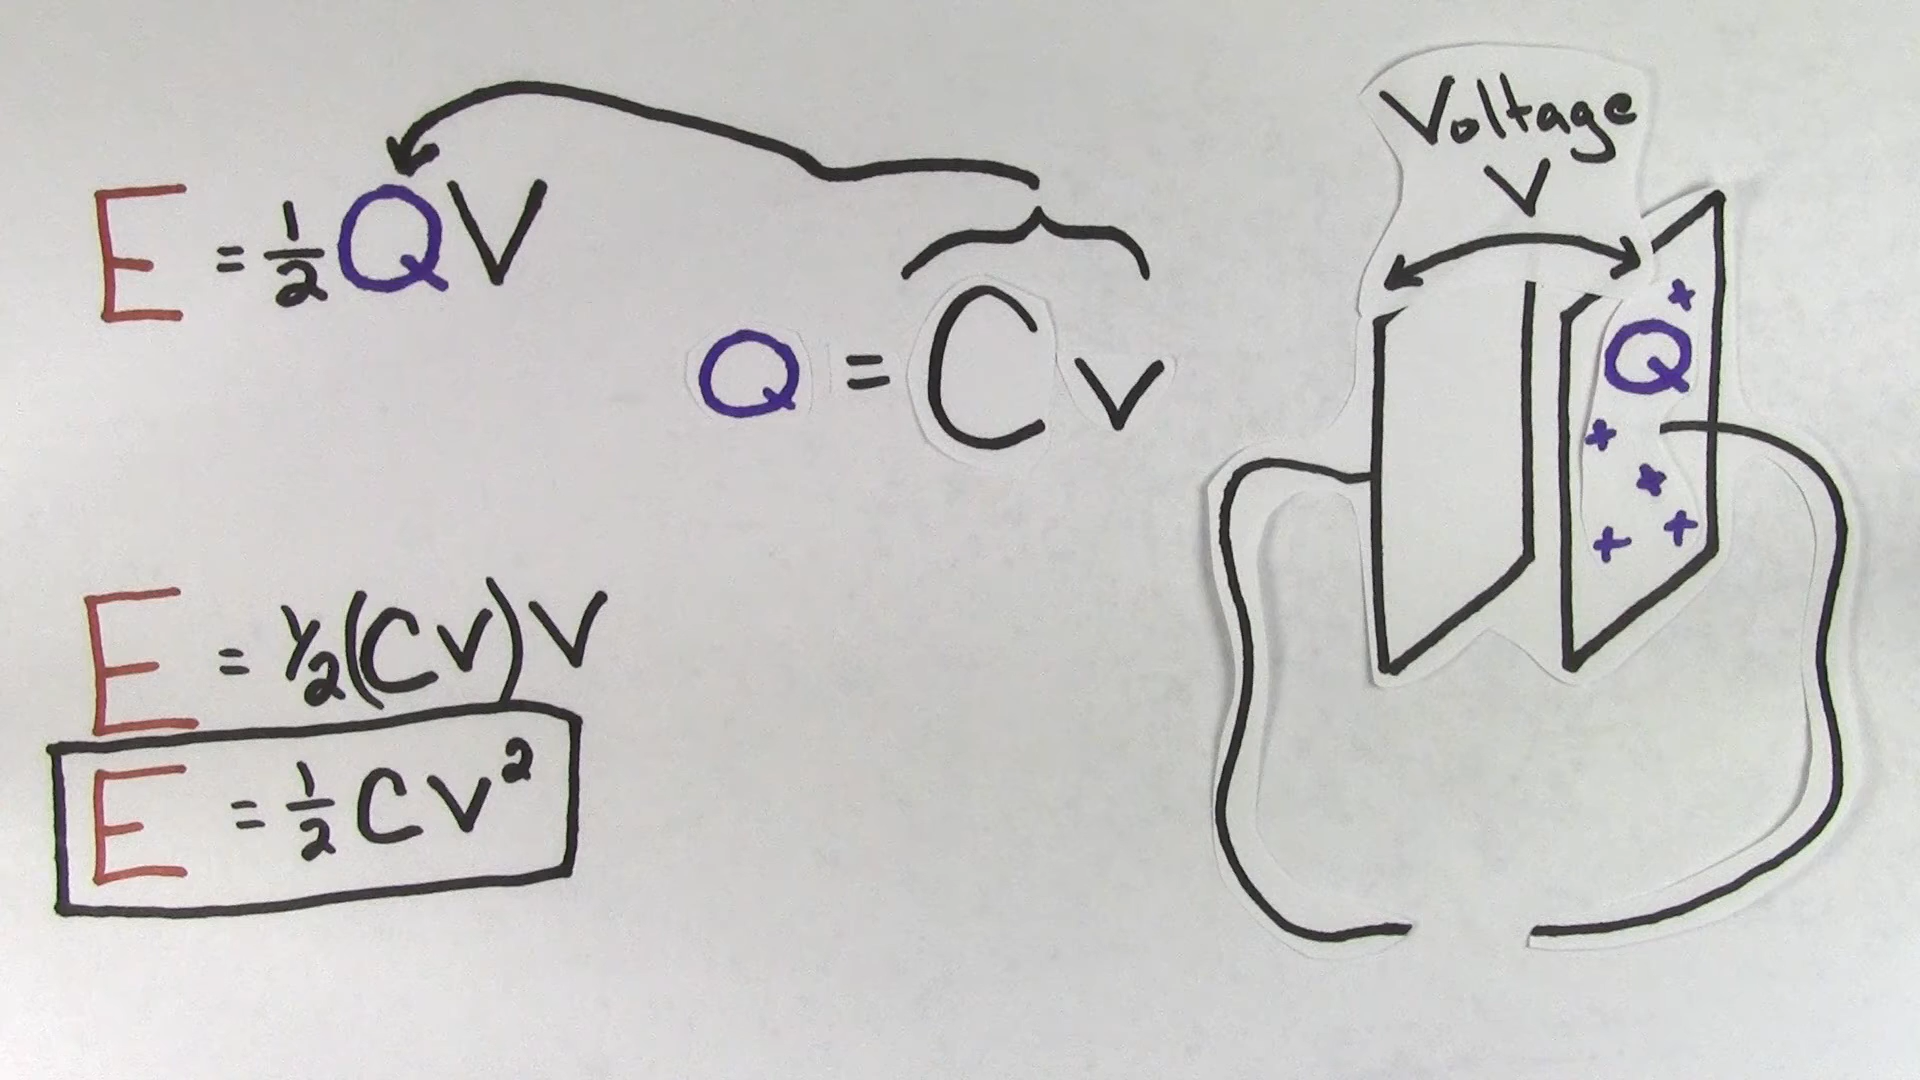 E = ½QV
Q = CV
E = ½(CV)V
E = ½CV²
Voltage
V
+
Q
+
+
+ +